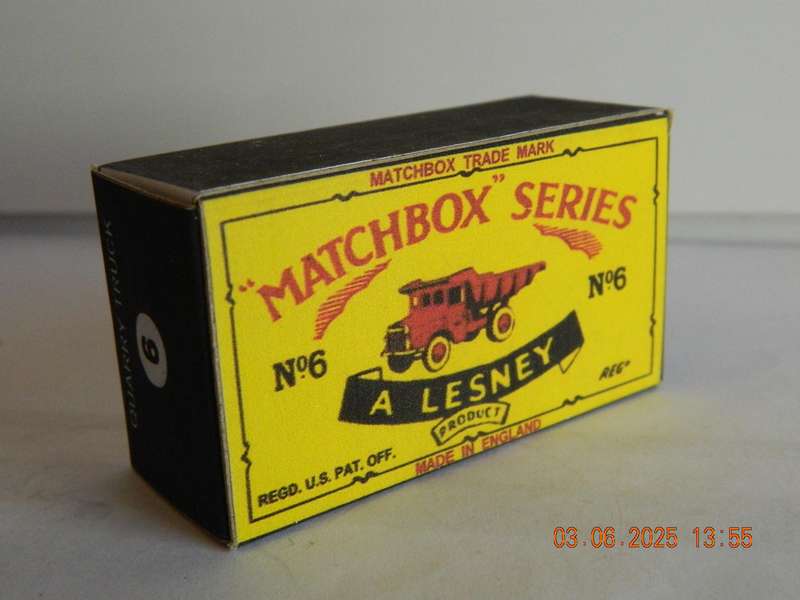 MATCHBOX TRADE MARK
"MATCHBOX" SERIES
Nº6
Nº6
A LESNEY
PRODUCT
REGD
REGD. U.S. PAT. OFF.
MADE IN ENGLAND
QUARRY TRUCK
6
03.06.2025 13:55